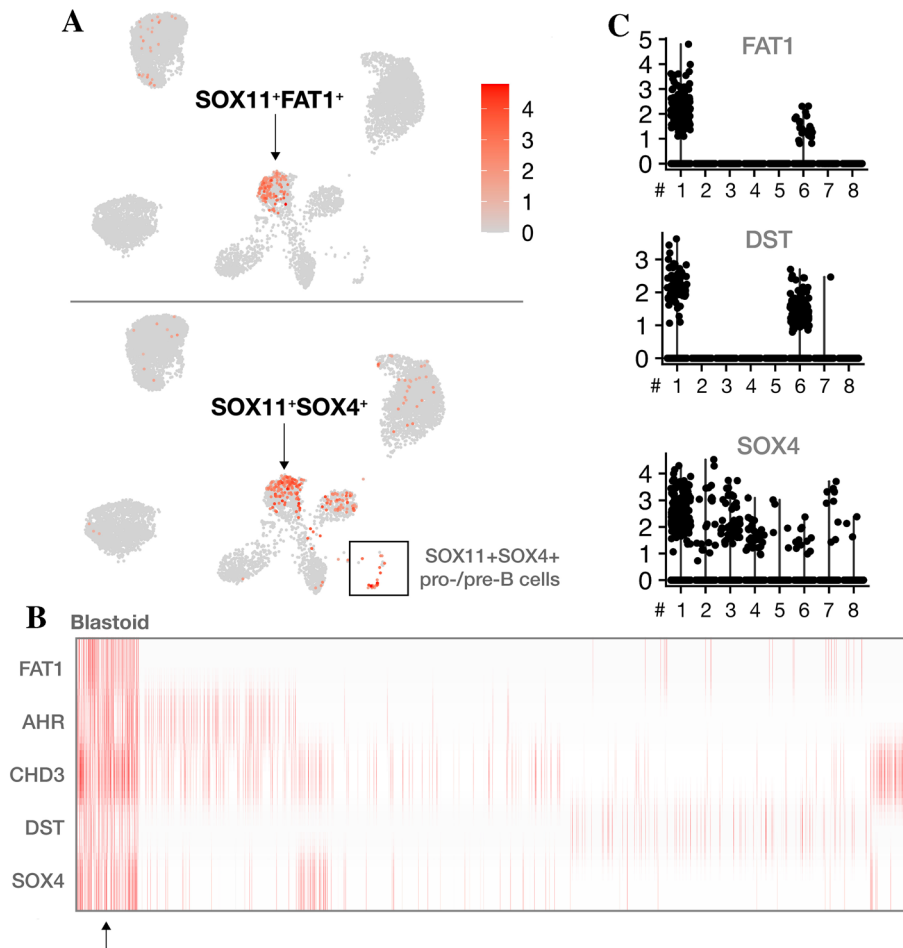 A
SOX11⁺FAT1⁺
4
3
2
1
0
SOX11⁺SOX4⁺
SOX11+SOX4+
pro-/pre-B cells
C
FAT1
5
4
3
2
1
0
# 1 2 3 4 5 6 7 8
DST
3
2
1
0
# 1 2 3 4 5 6 7 8
SOX4
4
3
2
1
0
# 1 2 3 4 5 6 7 8
B
Blastoid
FAT1
AHR
CHD3
DST
SOX4